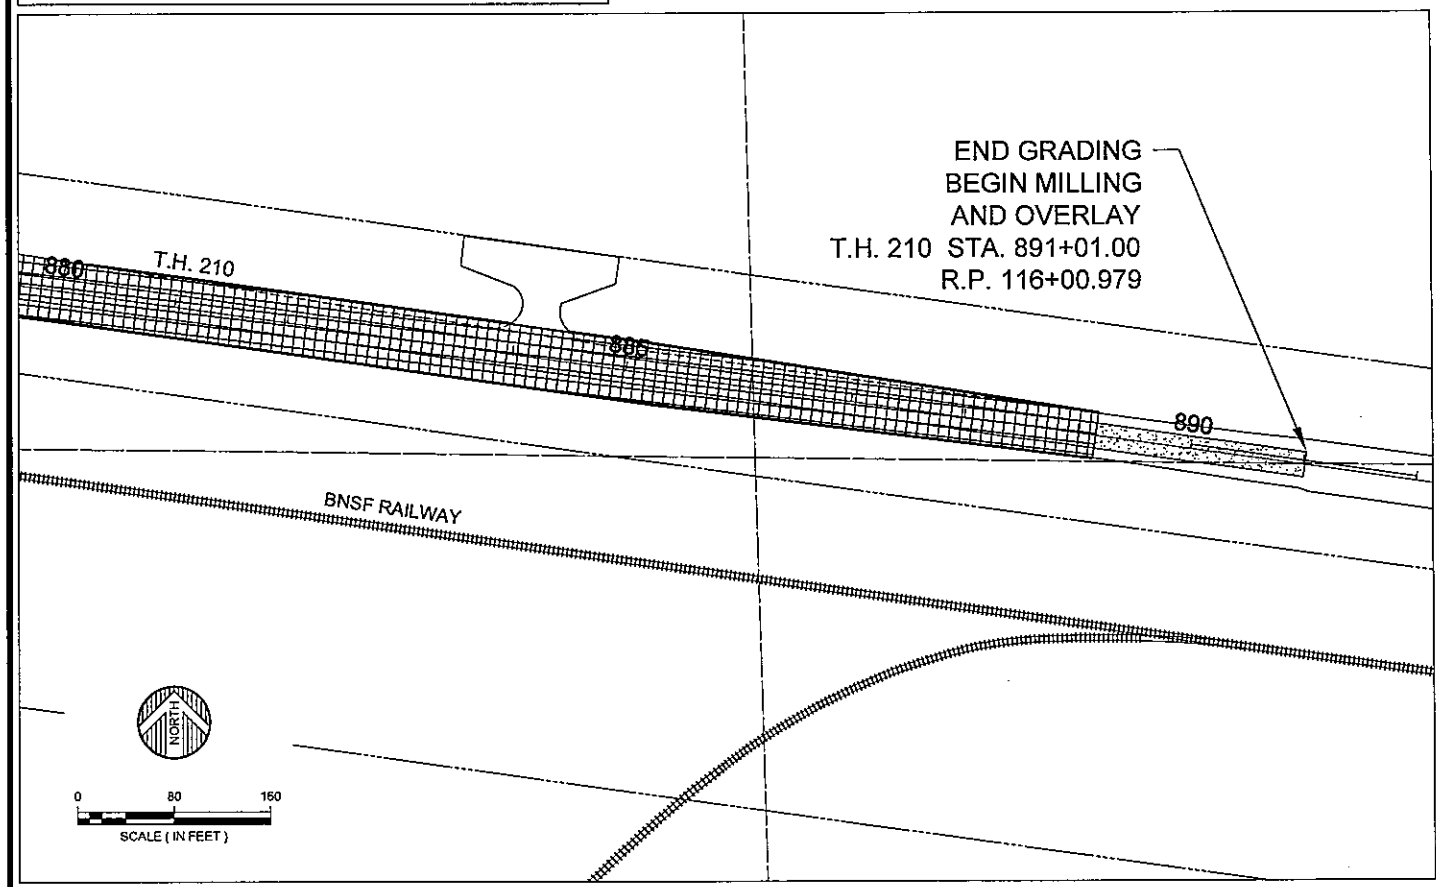 END GRADING
BEGIN MILLING
AND OVERLAY
T.H. 210 STA. 891+01.00
R.P. 116+00.979
880
T.H. 210
885
890
BNSF RAILWAY
NORTH
0 80 160
SCALE ( IN FEET )